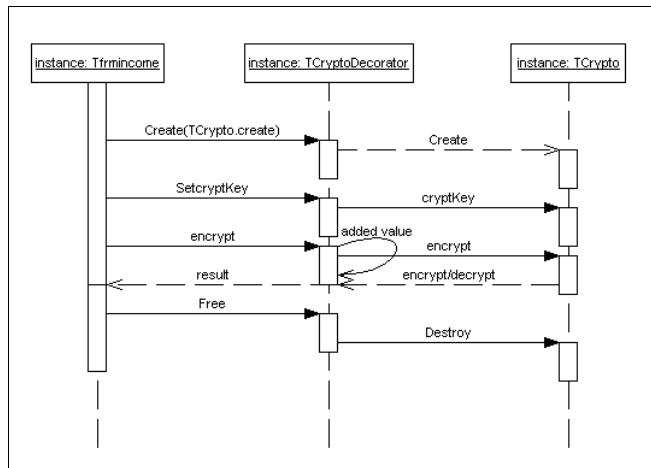 instance: Tfrmincome
instance: TCryptoDecorator
instance: TCrypto
Create(TCrypto.create)
Create
SetcryptKey
cryptKey
added value
encrypt
encrypt
result
encrypt/decrypt
Free
Destroy